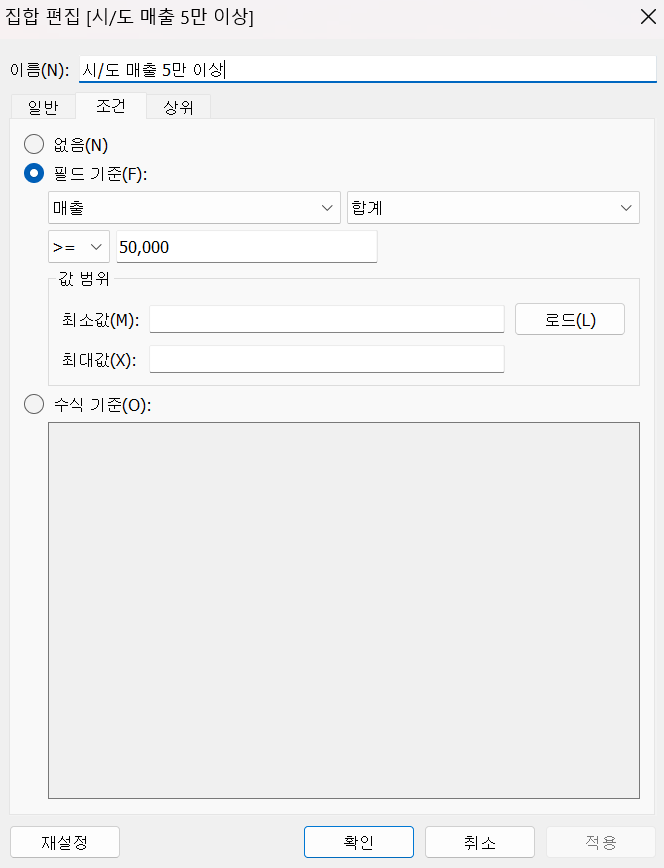 집합 편집 [시/도 매출 5만 이상]
이름(N): 시/도 매출 5만 이상
일반 조건 상위
없음(N)
필드 기준(F):
매출 합계
>= 50,000
값 범위
최소값(M): 로드(L)
최대값(X):
수식 기준(O):
재설정 확인 취소 적용